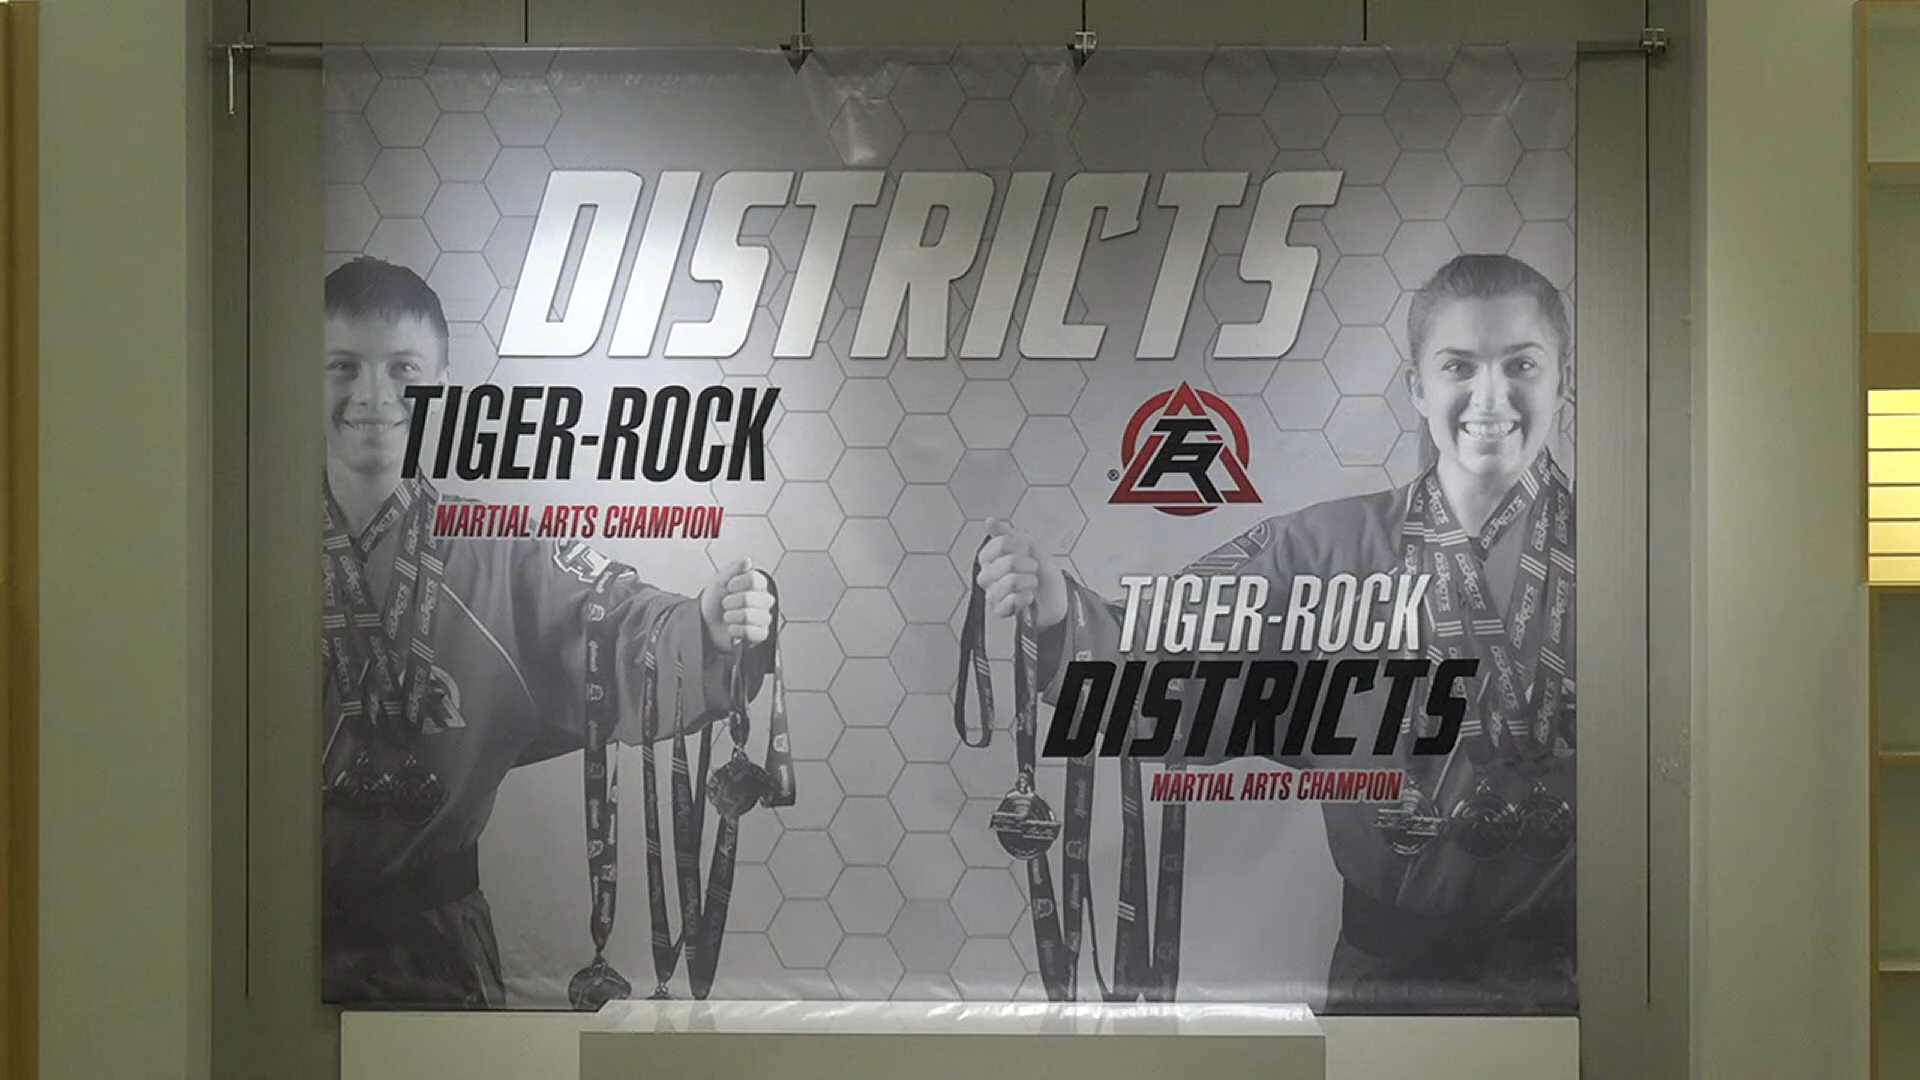 DISTRICTS
TIGER-ROCK
MARTIAL ARTS CHAMPION
TR
®
TIGER-ROCK
DISTRICTS
MARTIAL ARTS CHAMPION